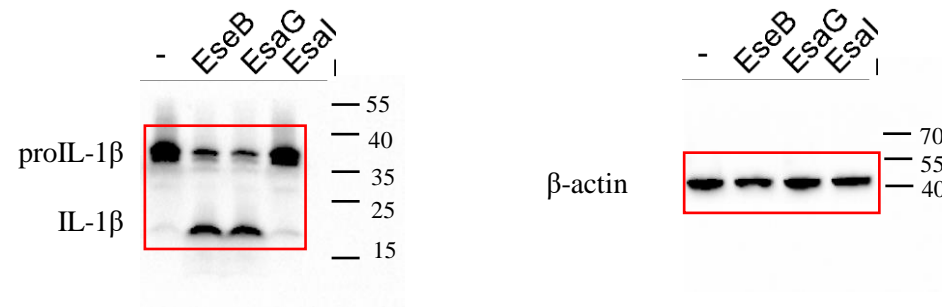 - EseB EsaG EsaI
55
40
proIL-1β
35
25
IL-1β
15
- EseB EsaG EsaI
70
55
β-actin
40